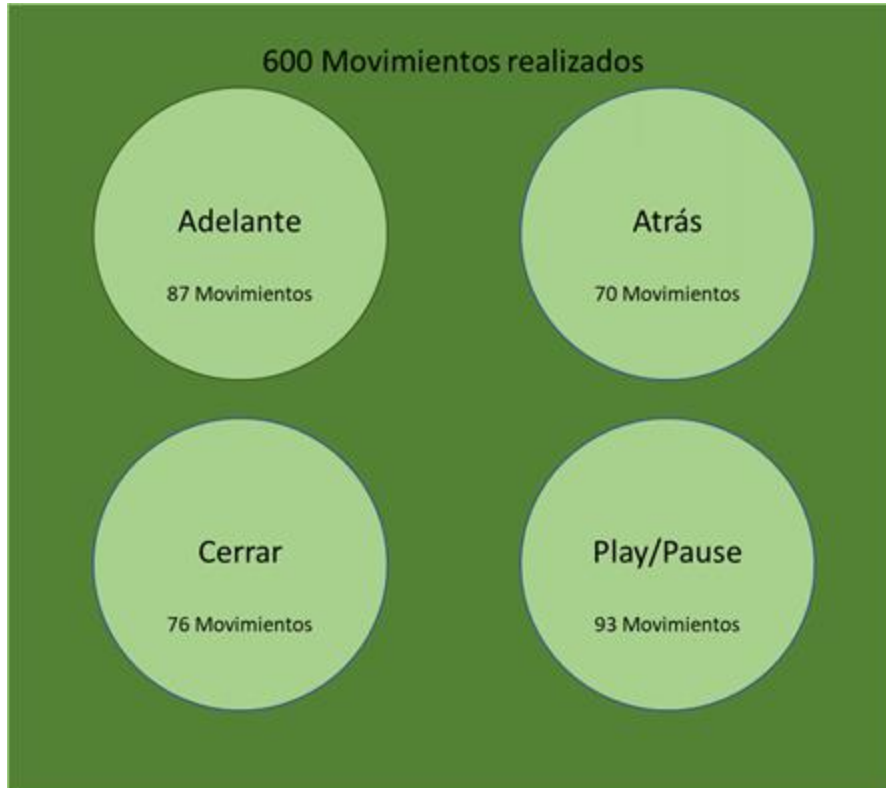 600 Movimientos realizados
Adelante
87 Movimientos
Atrás
70 Movimientos
Cerrar
76 Movimientos
Play/Pause
93 Movimientos